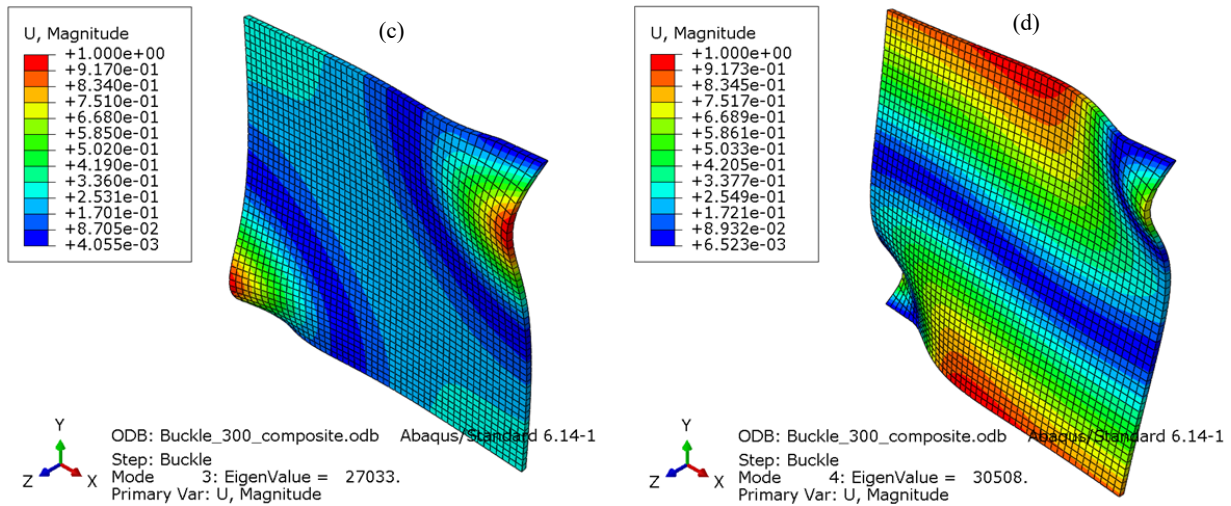 (c)
U, Magnitude
+1.000e+00
+9.170e-01
+8.340e-01
+7.510e-01
+6.680e-01
+5.850e-01
+5.020e-01
+4.190e-01
+3.360e-01
+2.531e-01
+1.701e-01
+8.705e-02
+4.055e-03
Y
Z
X
ODB: Buckle_300_composite.odb Abaqus/Standard 6.14-1
Step: Buckle
Mode 3: EigenValue = 27033.
Primary Var: U, Magnitude
(d)
U, Magnitude
+1.000e+00
+9.173e-01
+8.345e-01
+7.517e-01
+6.689e-01
+5.861e-01
+5.033e-01
+4.205e-01
+3.377e-01
+2.549e-01
+1.721e-01
+8.932e-02
+6.523e-03
Y
Z
X
ODB: Buckle_300_composite.odb Abaqus/Standard 6.14-1
Step: Buckle
Mode 4: EigenValue = 30508.
Primary Var: U, Magnitude